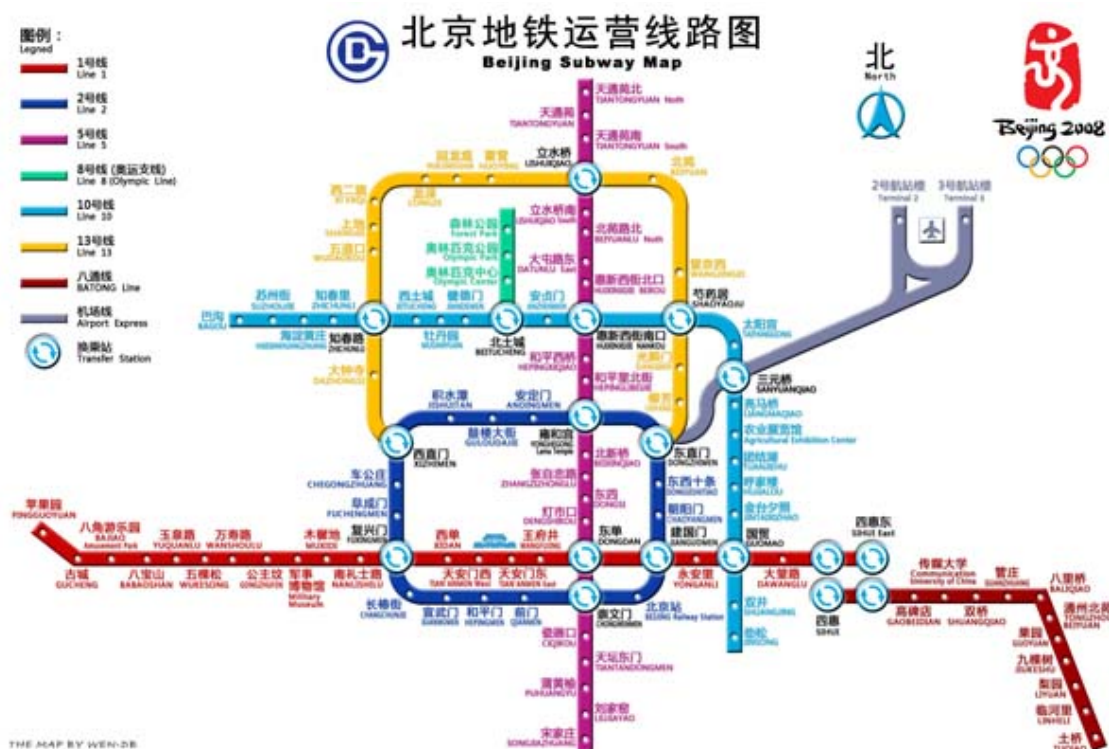 北京地铁运营线路图
Beijing Subway Map
图例：
Legned
1号线
Line 1
2号线
Line 2
5号线
Line 5
8号线 (奥运支线)
Line 8 (Olympic Line)
10号线
Line 10
13号线
Line 13
八通线
BATONG Line
机场线
Airport Express
换乘站
Transfer Station
北
North
Beijing 2008
2号航站楼
Terminal 2
3号航站楼
Terminal 3
天通苑北
TIANTONGYUAN Noth
天通苑
TIANTONGYUAN
天通苑南
TIANTONGYUAN South
立水桥
LISHUIQIAO
回龙观
霍营
北苑
BEIYUAN
龙泽
LONGZE
西二旗
XI'ERQI
上地
SHANGDI
五道口
WUDAOKOU
森林公园
Forest Park
奥林匹克公园
Olympic Park
奥林匹克中心
Olympic Center
立水桥南
LISHUIQIAO South
北苑路北
BEIYUANLU Noth
大屯路东
DATUNLU East
惠新西街北口
HUIXINXIJIE BEIKOU
望京西
WANGJINGXI
芍药居
SHAOYAOJU
巴沟
BAGOU
苏州街
SUZHOUJIE
知春里
ZHICHUNLI
西土城
XITUCHENG
健德门
JIANDEMEN
安贞门
ANZHENMEN
海淀黄庄
HAIDIANHUANGZHUANG
知春路
ZHICHUNLU
牡丹园
MUDANYUAN
北土城
BEITUCHENG
惠新西街南口
HUIXINXIJIE NANKOU
太阳宫
TAIYANGGONG
大钟寺
DAZHONGSI
和平西桥
HEPINGXIQIAO
光熙门
GUANGXIMEN
和平里北街
HEPINGLIBEIJIE
柳芳
LIUFANG
三元桥
SANYUANQIAO
亮马桥
LIANGMAQIAO
农业展览馆
Agricultural Exhibition Center
团结湖
TUANJIEHU
呼家楼
HUJIALOU
金台夕照
JINTAIXIZHAO
积水潭
JISHUITAN
安定门
ANDINGMEN
鼓楼大街
GULOUDAJIE
雍和宫
YONGHEGONG
Lama Temple
西直门
XIZHIMEN
东直门
DONGZHIMEN
车公庄
CHEGONGZHUANG
阜成门
FUCHENGMEN
北新桥
BEIXINQIAO
张自忠路
ZHANGZIZHONGLU
东四
DONGSI
灯市口
DENGSHIKOU
东西十条
DONGSISHITIAO
朝阳门
CHAOYANGMEN
苹果园
PINGGUOYUAN
八角游乐园
BAJIAO
Amusement Park
玉泉路
YUQUANLU
万寿路
WANSHOULU
木樨地
MUXIDI
复兴门
FUXINGMEN
西单
XIDAN
王府井
WANGFUJING
东单
DONGDAN
建国门
JIANGUOMEN
国贸
GUOMAO
四惠东
SIHUI East
古城
GUCHENG
八宝山
BABAOSHAN
五棵松
WUKESONG
公主坟
GONGZHUFEN
军事
博物馆
Military
Museum
南礼士路
NANLISHILU
天安门西
TIAN'ANMEN West
天安门东
TIAN'ANMEN East
永安里
YONGANLI
大望路
DAWANGLU
四惠
SIHUI
长椿街
CHANGCHUNJIE
宣武门
XUANWUMEN
和平门
HEPINGMEN
前门
QIANMEN
崇文门
CHONGWENMEN
北京站
BEIJING Railway Station
双井
SHUANGJING
劲松
JINSONG
传媒大学
Communication
University of China
管庄
GUANZHUANG
八里桥
BALIQIAO
高碑店
GAOBEIDIAN
双桥
SHUANGQIAO
通州北苑
TONGZHOU
BEIYUAN
果园
GUOYUAN
九棵树
JIUKESHU
梨园
LIYUAN
临河里
LINHELI
土桥
TUQIAO
瓷器口
CIQIKOU
天坛东门
TIANTANDONGMEN
蒲黄榆
PUHUANGYU
刘家窑
LIUJIAYAO
宋家庄
SONGJIAZHUANG
THE MAP BY WEN-DB